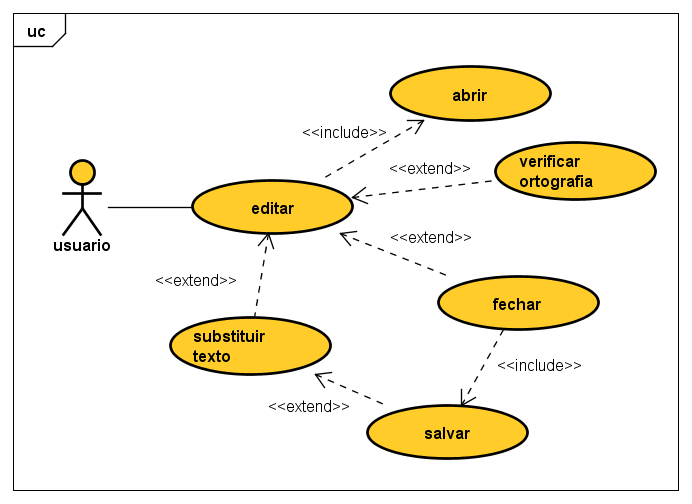 uc
abrir
<<include>>
<<extend>>
verificar
ortografia
editar
usuario
<<extend>>
<<extend>>
fechar
substituir
texto
<<include>>
<<extend>>
salvar